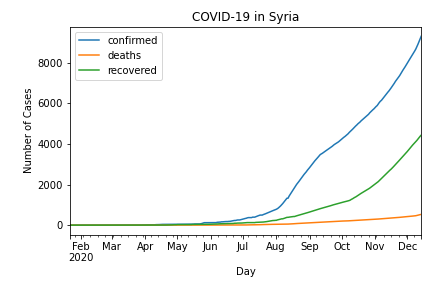 COVID-19 in Syria
confirmed
deaths
recovered
Number of Cases
8000
6000
4000
2000
0
Feb Mar Apr May Jun Jul Aug Sep Oct Nov Dec
2020
Day